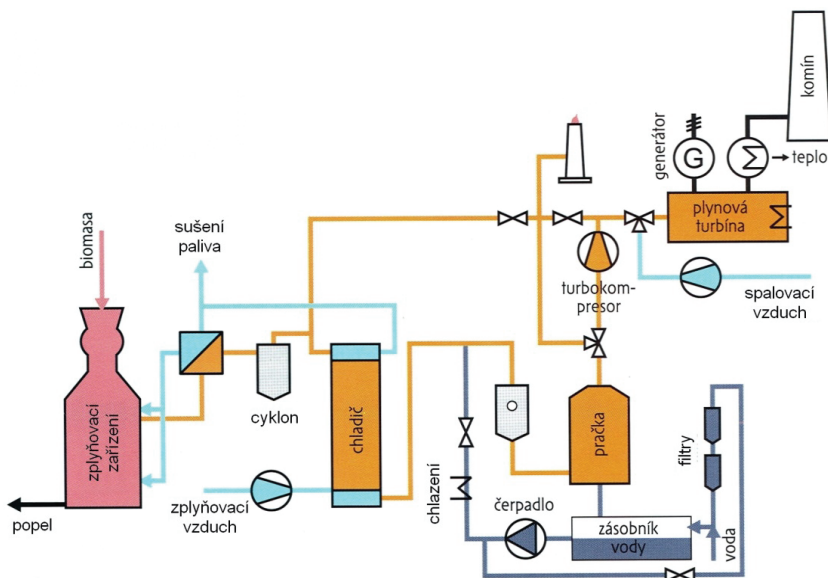 komín
generátor
G
teplo
plynová
turbína
sušení
paliva
biomasa
turbokom-
presor
spalovací
vzduch
zplyňovací
zařízení
cyklon
chladič
pračka
filtry
chlazení
zplyňovací
vzduch
čerpadlo
zásobník
vody
voda
popel